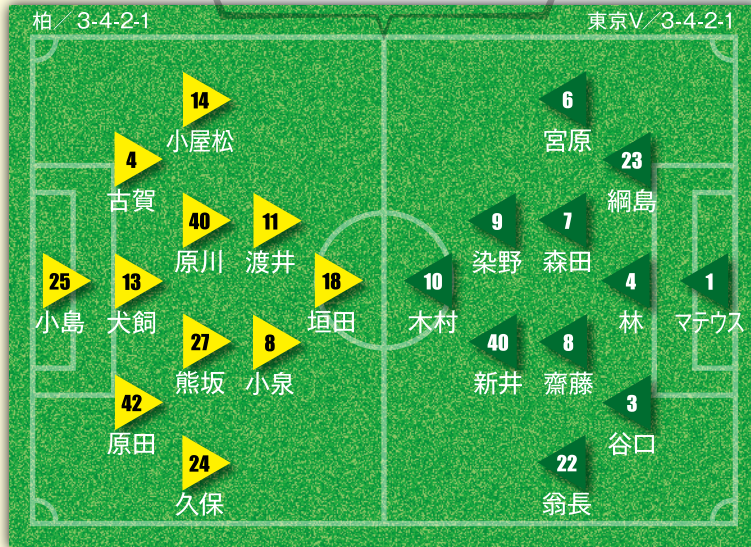 柏／3-4-2-1
東京V／3-4-2-1
14
小屋松
4
古賀
40
原川
11
渡井
25
小島
13
犬飼
18
垣田
27
熊坂
8
小泉
42
原田
24
久保
6
宮原
23
綱島
9
染野
7
森田
10
木村
4
林
1
マテウス
40
新井
8
齋藤
3
谷口
22
翁長